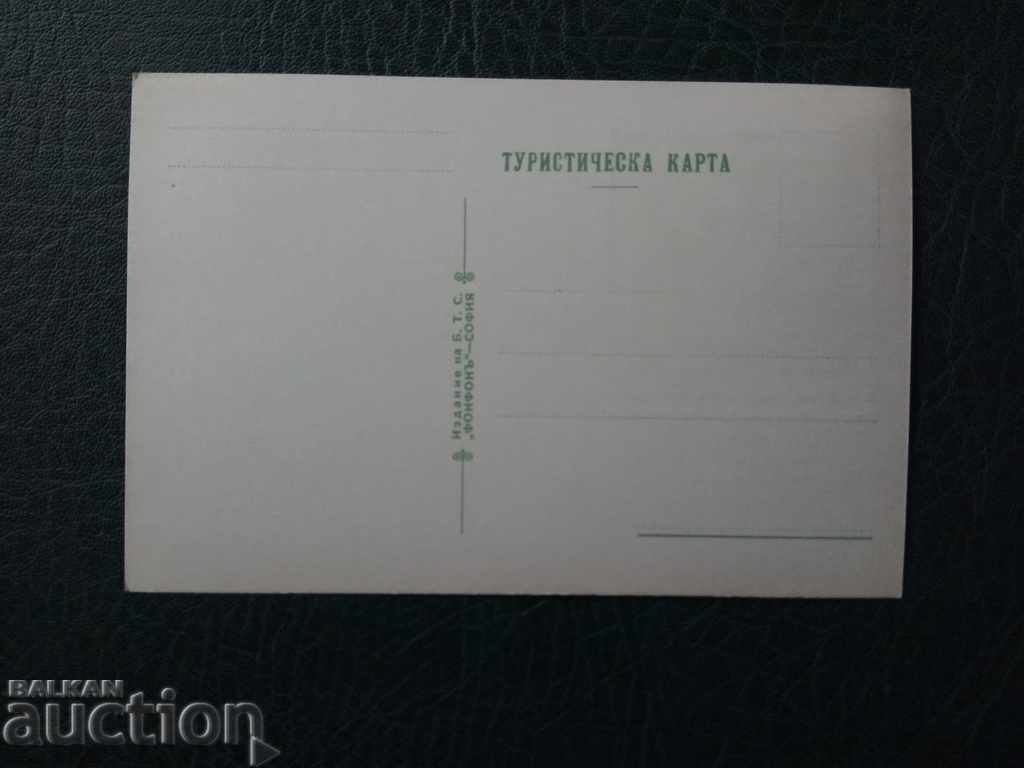 ТУРИСТИЧЕСКА КАРТА
Издание на Б. Т. С.
„ФОНФОНЪ“–СОФИЯ
BALKAN
auction